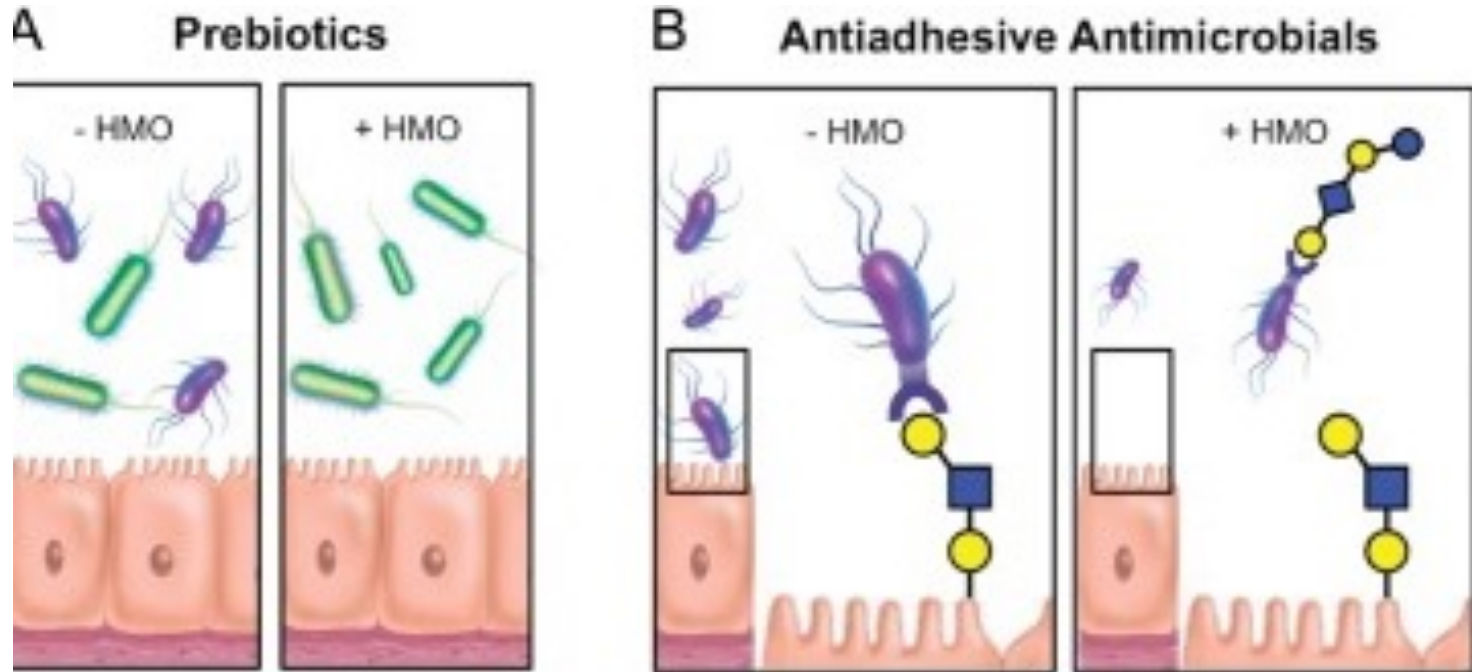 A Prebiotics
- HMO
+ HMO
B Antiadhesive Antimicrobials
- HMO
+ HMO